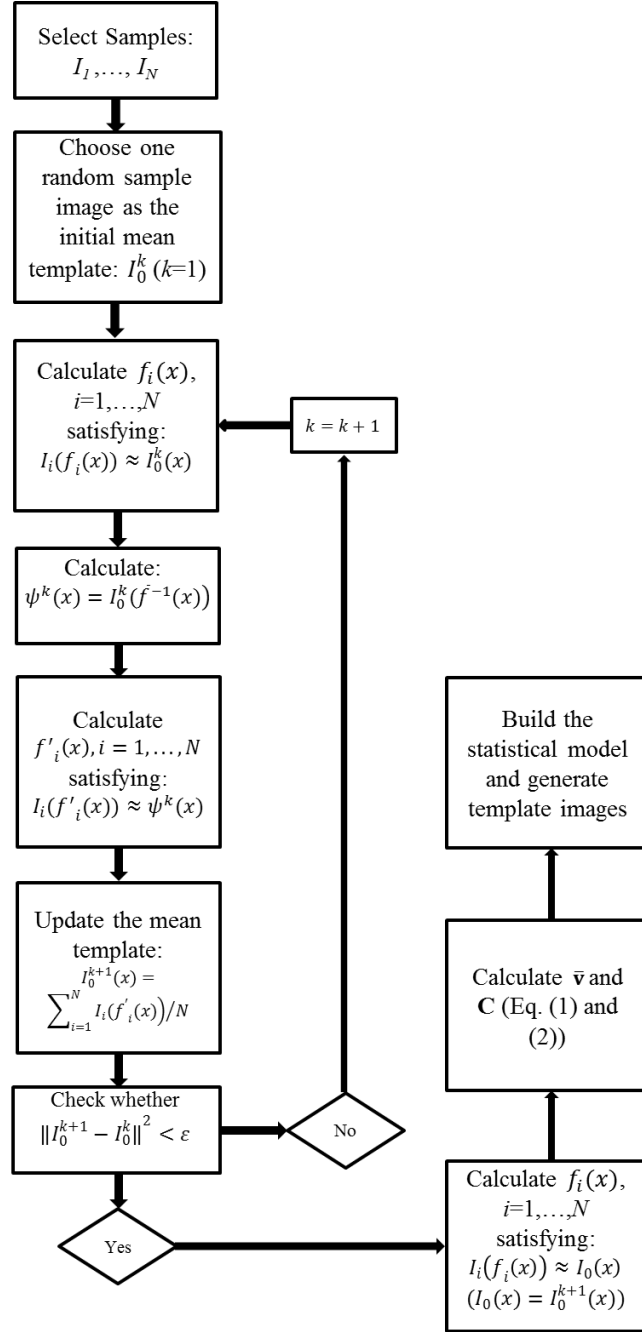 Select Samples:
I₁,…, I_N
Choose one
random sample
image as the
initial mean
template: I₀ᵏ (k=1)
Calculate fᵢ(x),
i=1,…,N
satisfying:
Iᵢ(fᵢ(x)) ≈ I₀ᵏ(x)
k = k + 1
Calculate:
ψᵏ(x) = I₀ᵏ(f̄⁻¹(x))
Calculate
f′ᵢ(x), i = 1, …, N
satisfying:
Iᵢ(f′ᵢ(x)) ≈ ψᵏ(x)
Update the mean
template:
I₀ᵏ⁺¹(x) =
∑ᵢ₌₁ᴺ Iᵢ(f′ᵢ(x))/N
Check whether
‖I₀ᵏ⁺¹ − I₀ᵏ‖² < ε
No
Yes
Calculate fᵢ(x),
i=1,…,N
satisfying:
Iᵢ(fᵢ(x)) ≈ I₀(x)
(I₀(x) = I₀ᵏ⁺¹(x))
Calculate v̄ and
C (Eq. (1) and
(2))
Build the
statistical model
and generate
template images